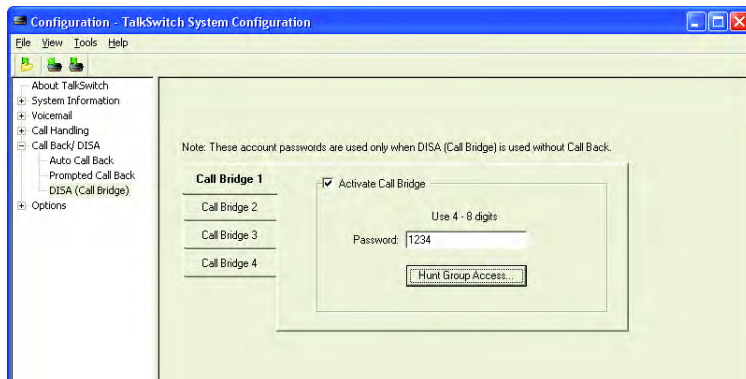 Configuration - TalkSwitch System Configuration
File View Tools Help
About TalkSwitch
System Information
Voicemail
Call Handling
Call Back/ DISA
Auto Call Back
Prompted Call Back
DISA (Call Bridge)
Options
Note: These account passwords are used only when DISA (Call Bridge) is used without Call Back.
Call Bridge 1
Call Bridge 2
Call Bridge 3
Call Bridge 4
Activate Call Bridge
Use 4 - 8 digits
Password: 1234
Hunt Group Access...